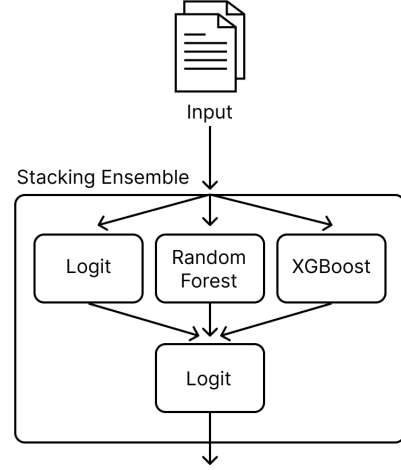 Input
Stacking Ensemble
Logit
Random
Forest
XGBoost
Logit